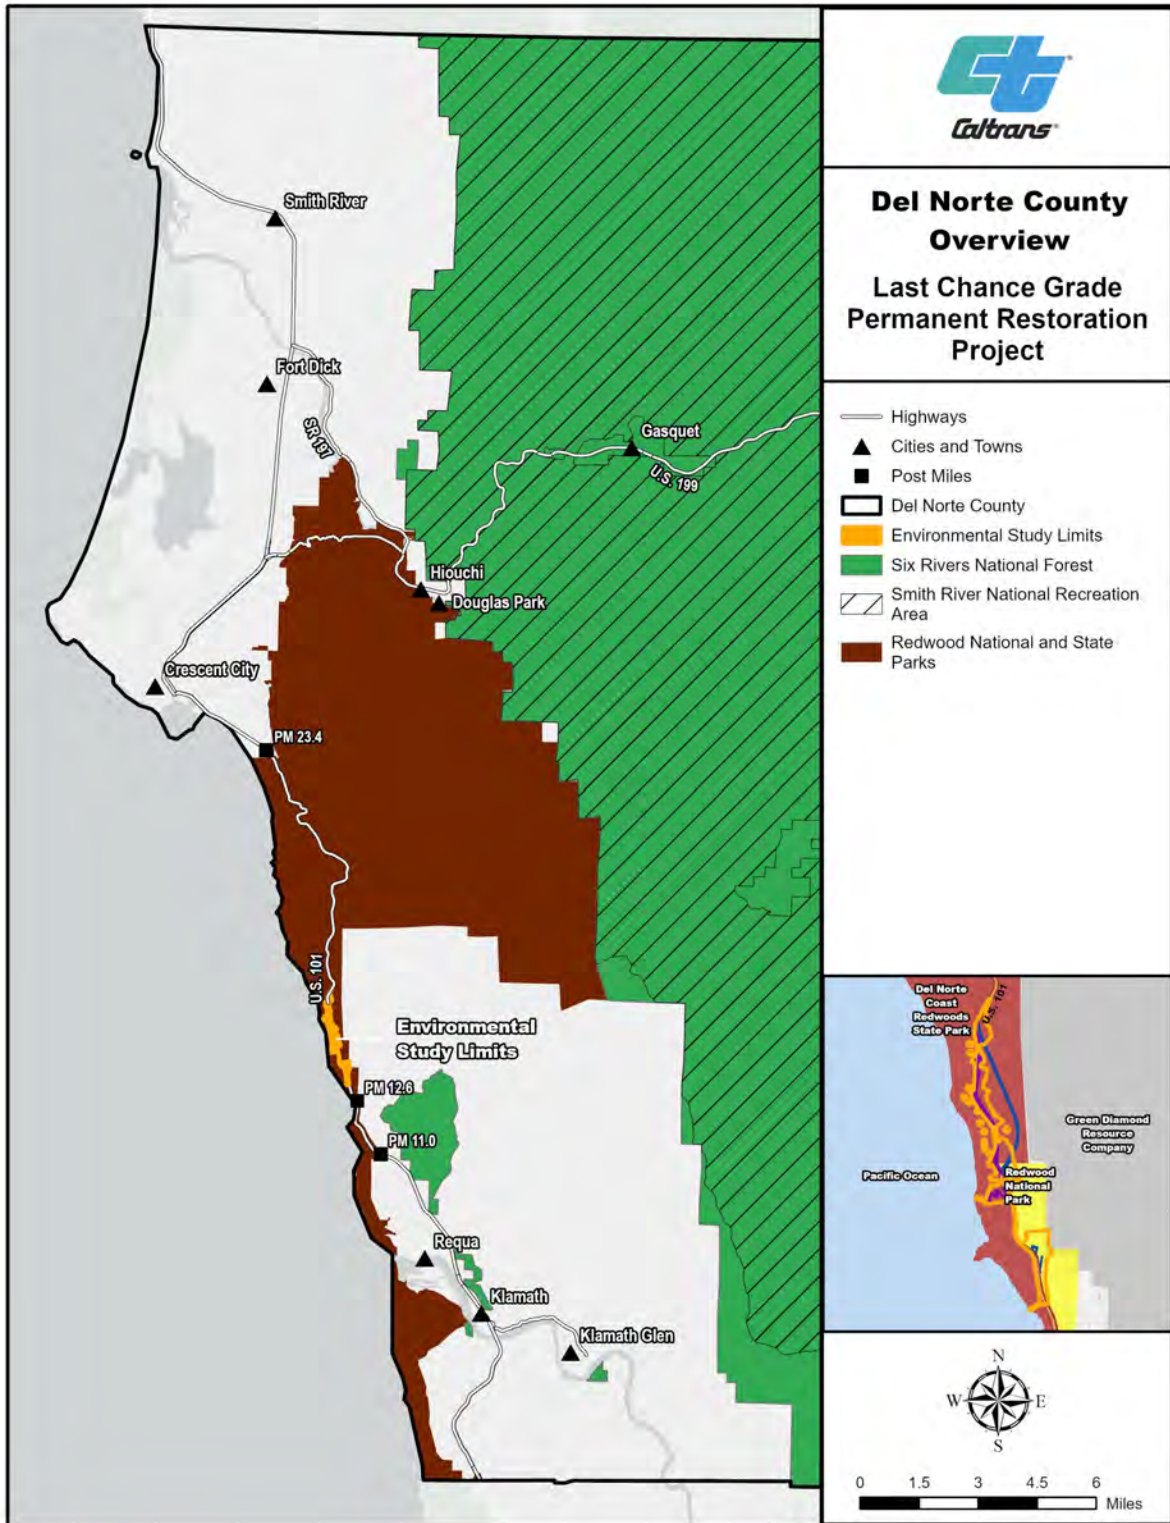 Smith River
Fort Dick
SR 197
Gasquet
U.S. 199
Hiouchi
Douglas Park
Crescent City
PM 23.4
U.S. 101
Environmental
Study Limits
PM 12.6
PM 11.0
Requa
Klamath
Klamath Glen
Ct
Caltrans
Del Norte County
Overview
Last Chance Grade
Permanent Restoration
Project
Highways
Cities and Towns
Post Miles
Del Norte County
Environmental Study Limits
Six Rivers National Forest
Smith River National Recreation
Area
Redwood National and State
Parks
Del Norte
Coast
Redwoods
State Park
U.S. 101
Green Diamond
Resource
Company
Pacific Ocean
Redwood
National
Park
N
W E
S
0 1.5 3 4.5 6
Miles